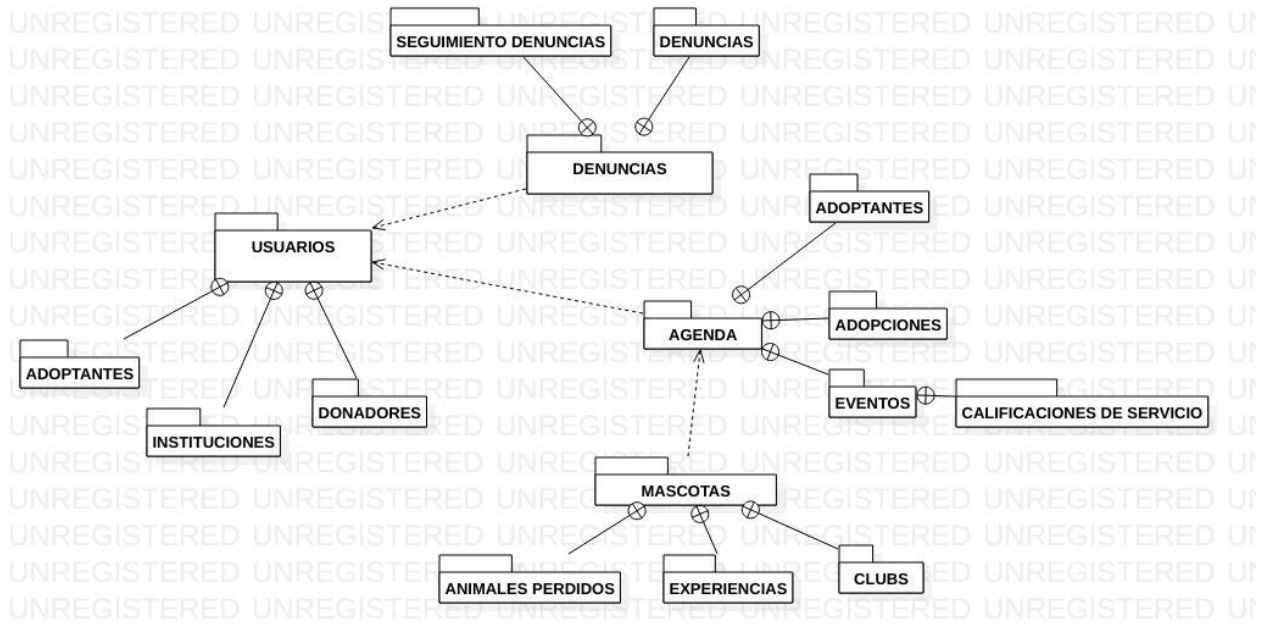 UNREGISTERED UNREGISTERED UNREGISTERED UNREGISTERED UNREGISTERED UN
SEGUIMIENTO DENUNCIAS
DENUNCIAS
DENUNCIAS
ADOPTANTES
USUARIOS
AGENDA
ADOPCIONES
ADOPTANTES
INSTITUCIONES
DONADORES
EVENTOS
CALIFICACIONES DE SERVICIO
MASCOTAS
ANIMALES PERDIDOS
EXPERIENCIAS
CLUBS